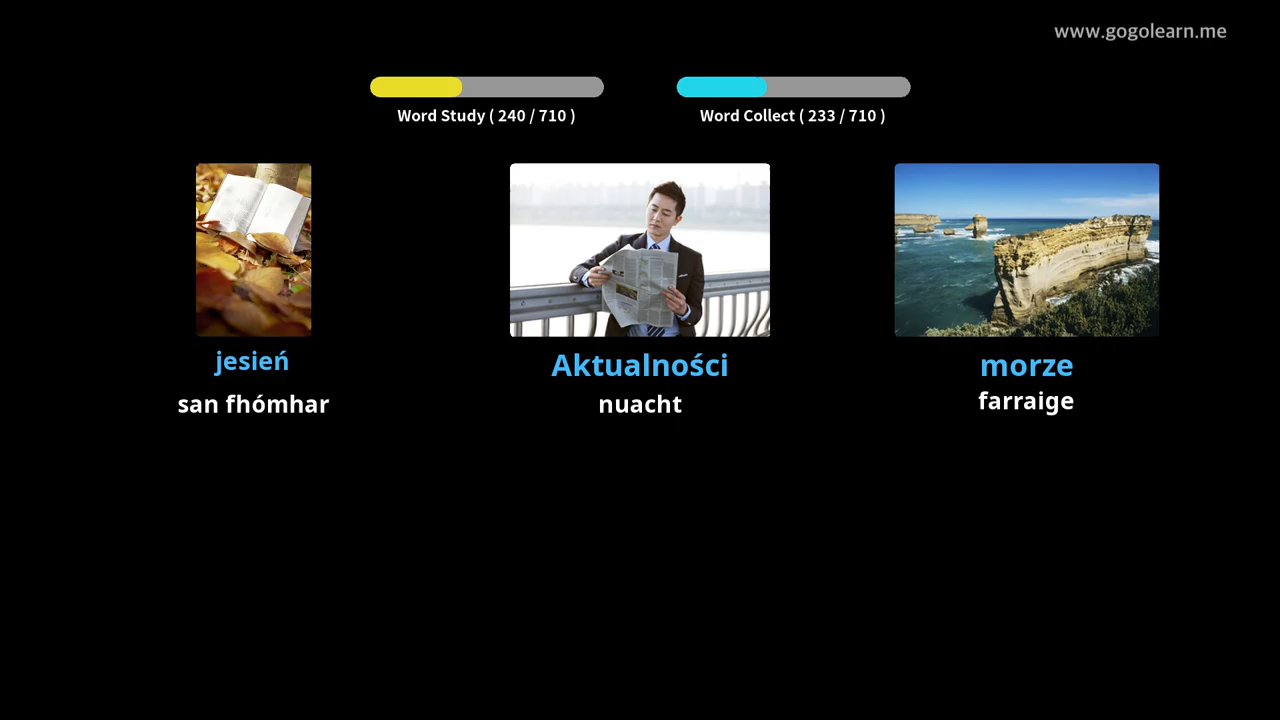 www.gogolearn.me
Word Study ( 240 / 710 )
Word Collect ( 233 / 710 )
jesień
Aktualności
morze
san fhómhar
nuacht
farraige